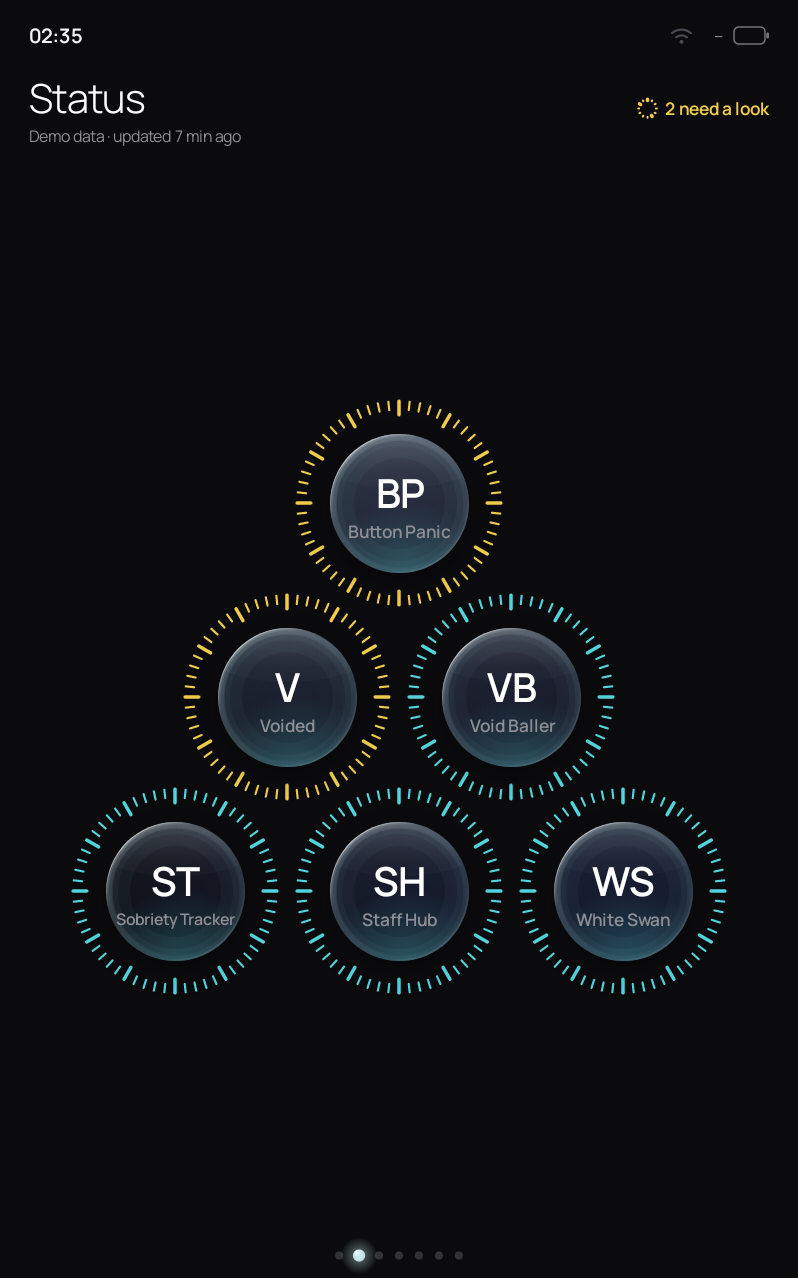 02:35
–
Status
Demo data · updated 7 min ago
2 need a look
BP
Button Panic
V
Voided
VB
Void Baller
ST
Sobriety Tracker
SH
Staff Hub
WS
White Swan